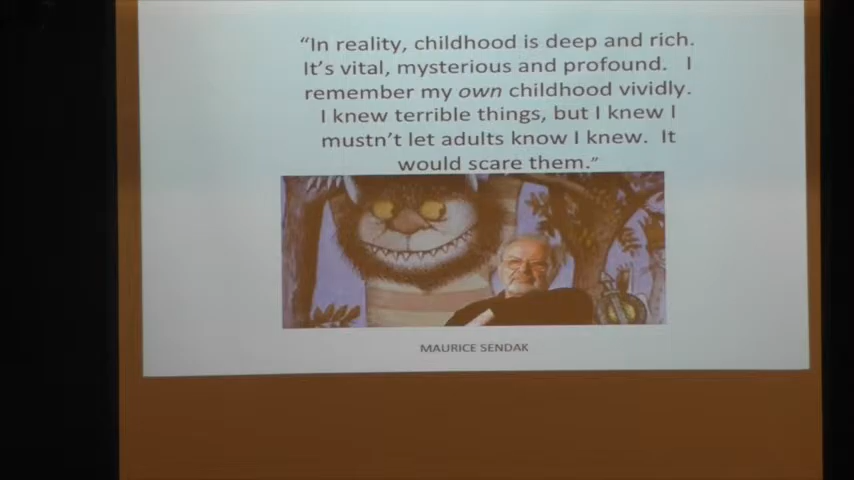 “In reality, childhood is deep and rich.
It’s vital, mysterious and profound. I
remember my own childhood vividly.
I knew terrible things, but I knew I
mustn’t let adults know I knew. It
would scare them.”
MAURICE SENDAK